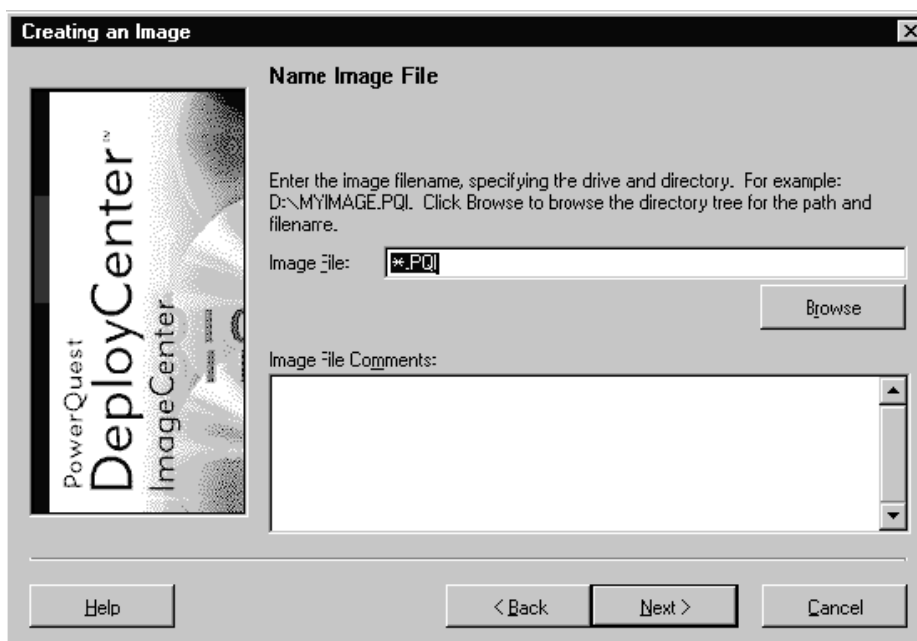 Creating an Image
Name Image File
Enter the image filename, specifying the drive and directory. For example:
D:\MYIMAGE.PQI. Click Browse to browse the directory tree for the path and
filename.
Image File: *.PQI
Browse
Image File Comments:
PowerQuest
DeployCenter™
ImageCenter
Help
< Back
Next >
Cancel